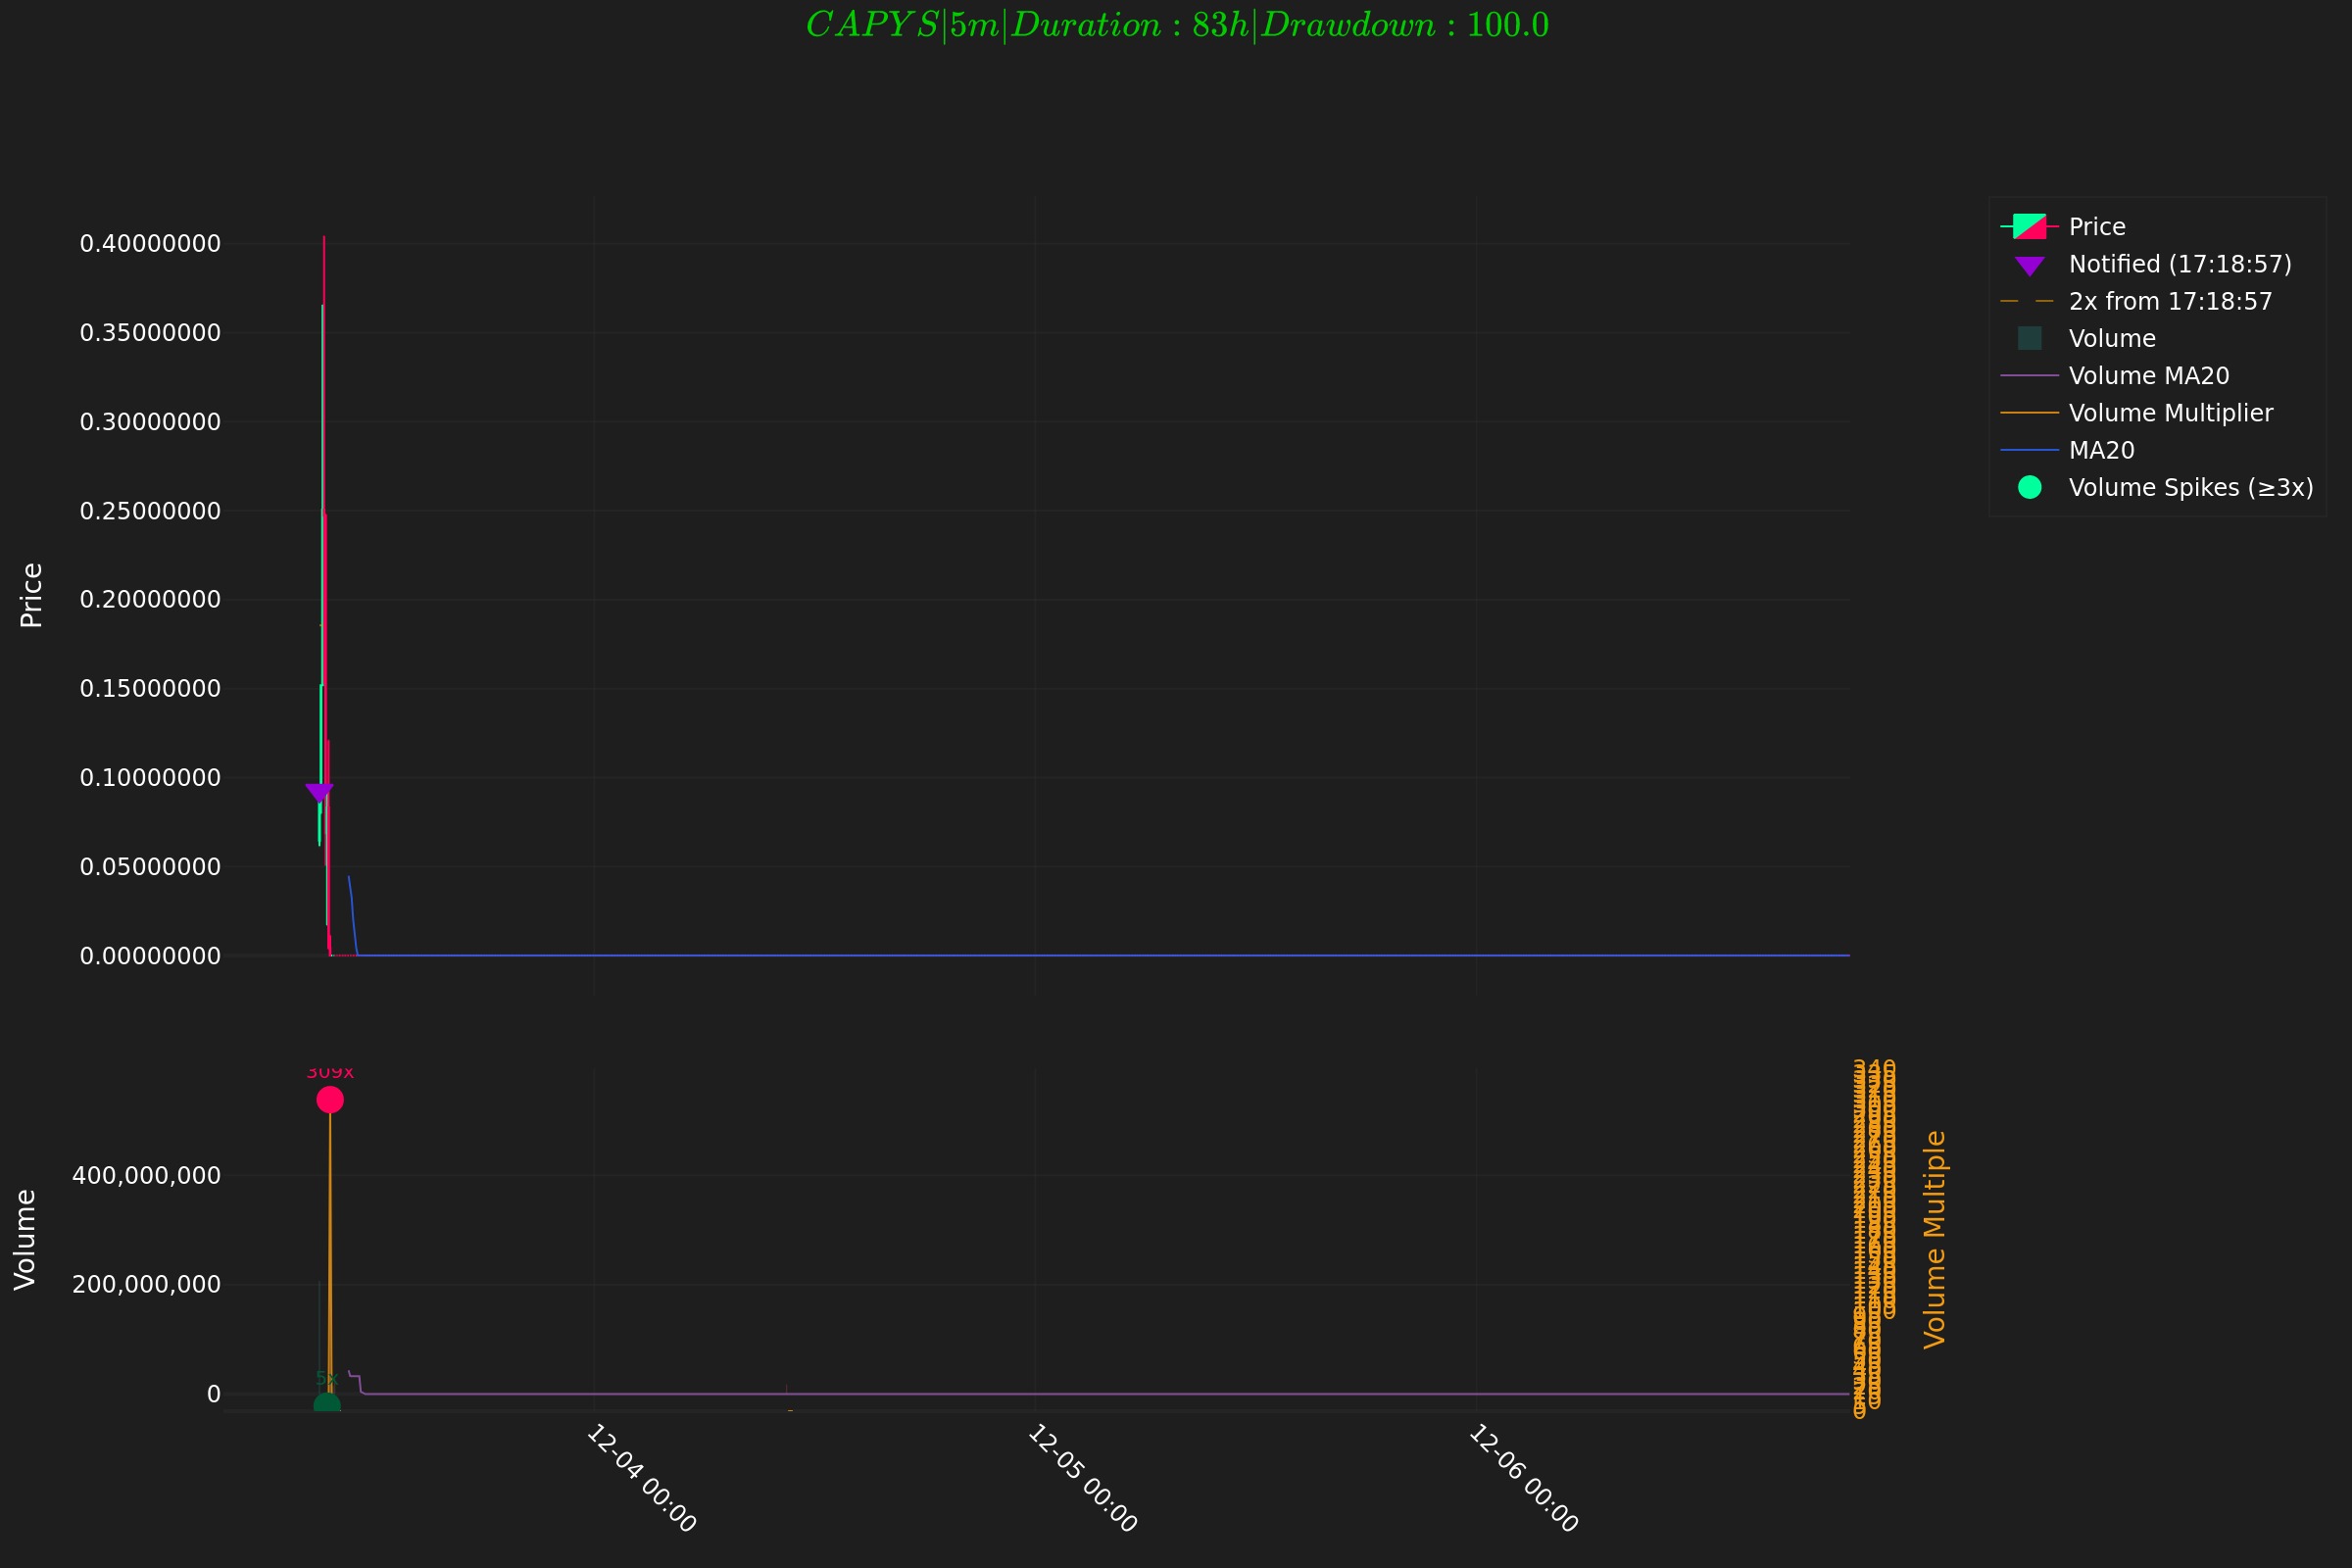 CAPYS|5m|Duration : 83h|Drawdown : 100.0
Price
0.40000000
0.35000000
0.30000000
0.25000000
0.20000000
0.15000000
0.10000000
0.05000000
0.00000000
Price
Notified (17:18:57)
2x from 17:18:57
Volume
Volume MA20
Volume Multiplier
MA20
Volume Spikes (≥3x)
Volume
400,000,000
200,000,000
0
309x
5x
340
0
Volume Multiple
12-04 00:00
12-05 00:00
12-06 00:00